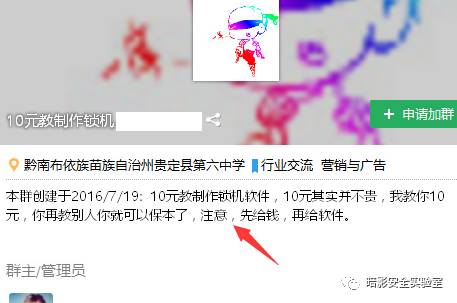 10元教制作锁机
+ 申请加群
黔南布依族苗族自治州贵定县第六中学 行业交流 营销与广告
本群创建于2016/7/19：10元教制作锁机软件，10元其实并不贵，我教你10
元，你再教别人你就可以保本了，注意，先给钱，再给软件。
群主/管理员
暗影安全实验室